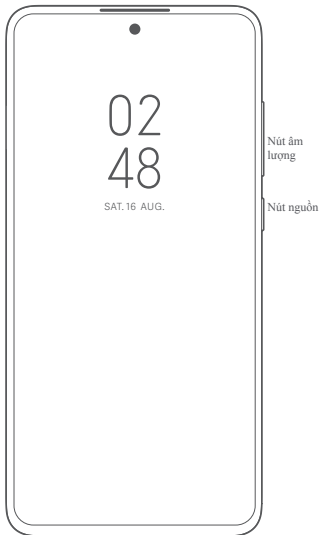 02
48
SAT. 16 AUG.
Nút âm
lượng
Nút nguồn